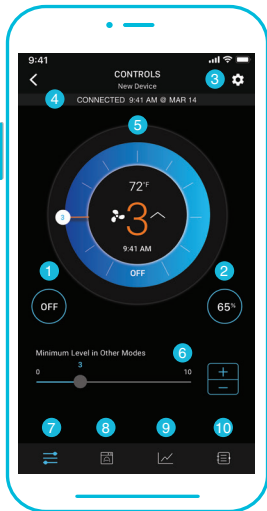 9:41
CONTROLS
3
New Device
4
CONNECTED 9:41 AM @ MAR 14
5
72°F
3
3
9:41 AM
OFF
1
2
OFF
65%
Minimum Level in Other Modes
6
3
0
10
+
−
7
8
9
10